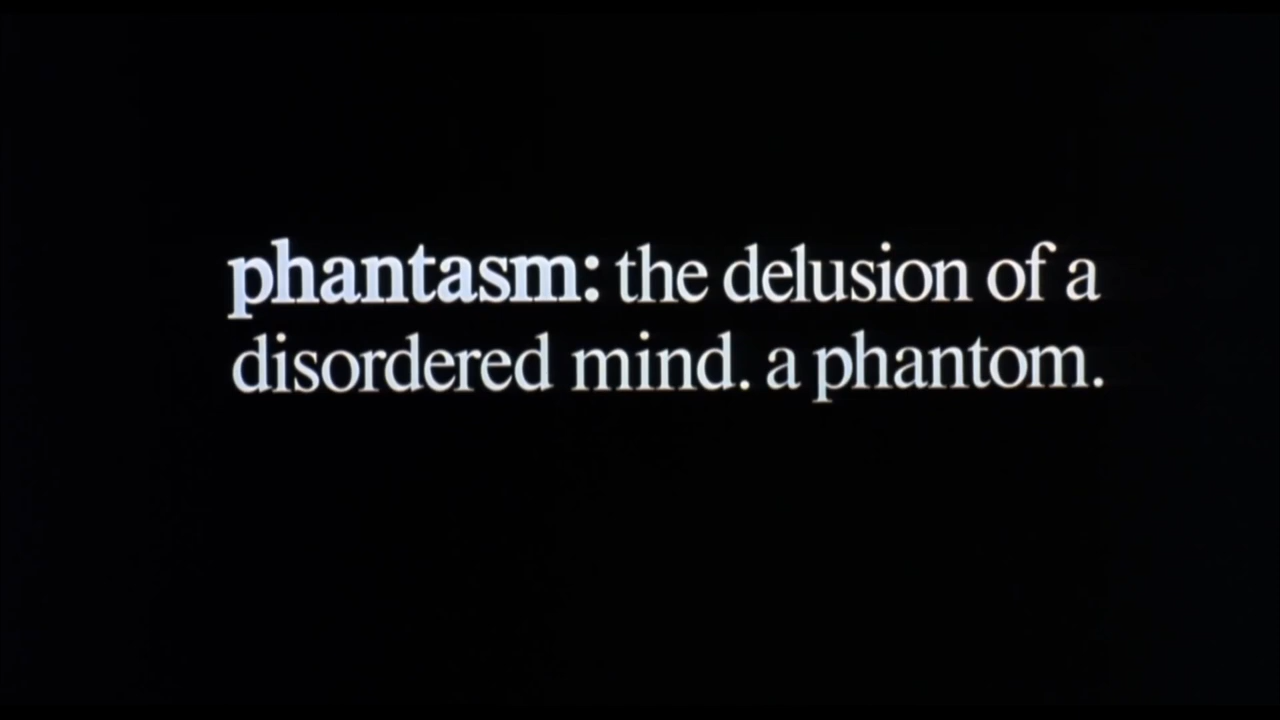 phantasm: the delusion of a
disordered mind. a phantom.